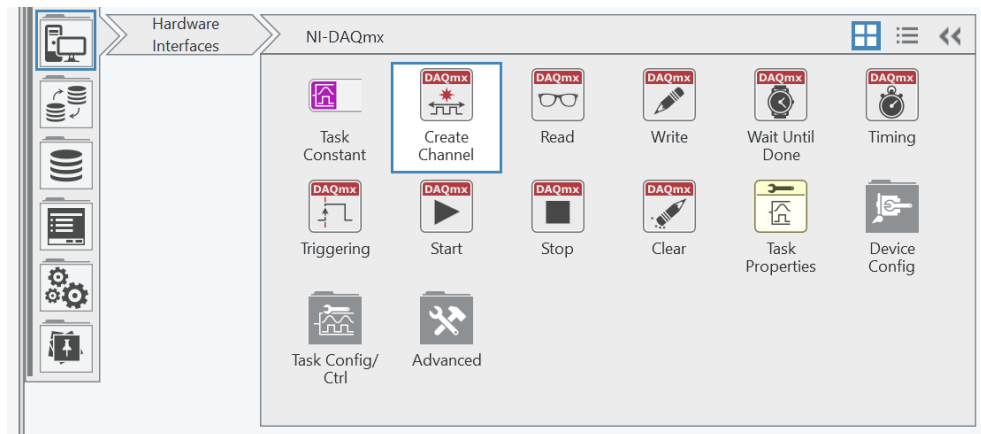 Hardware
Interfaces
NI-DAQmx
DAQmx
DAQmx
DAQmx
DAQmx
DAQmx
Task
Constant
Create
Channel
Read
Write
Wait Until
Done
Timing
DAQmx
DAQmx
DAQmx
DAQmx
Triggering
Start
Stop
Clear
Task
Properties
Device
Config
Task Config/
Ctrl
Advanced